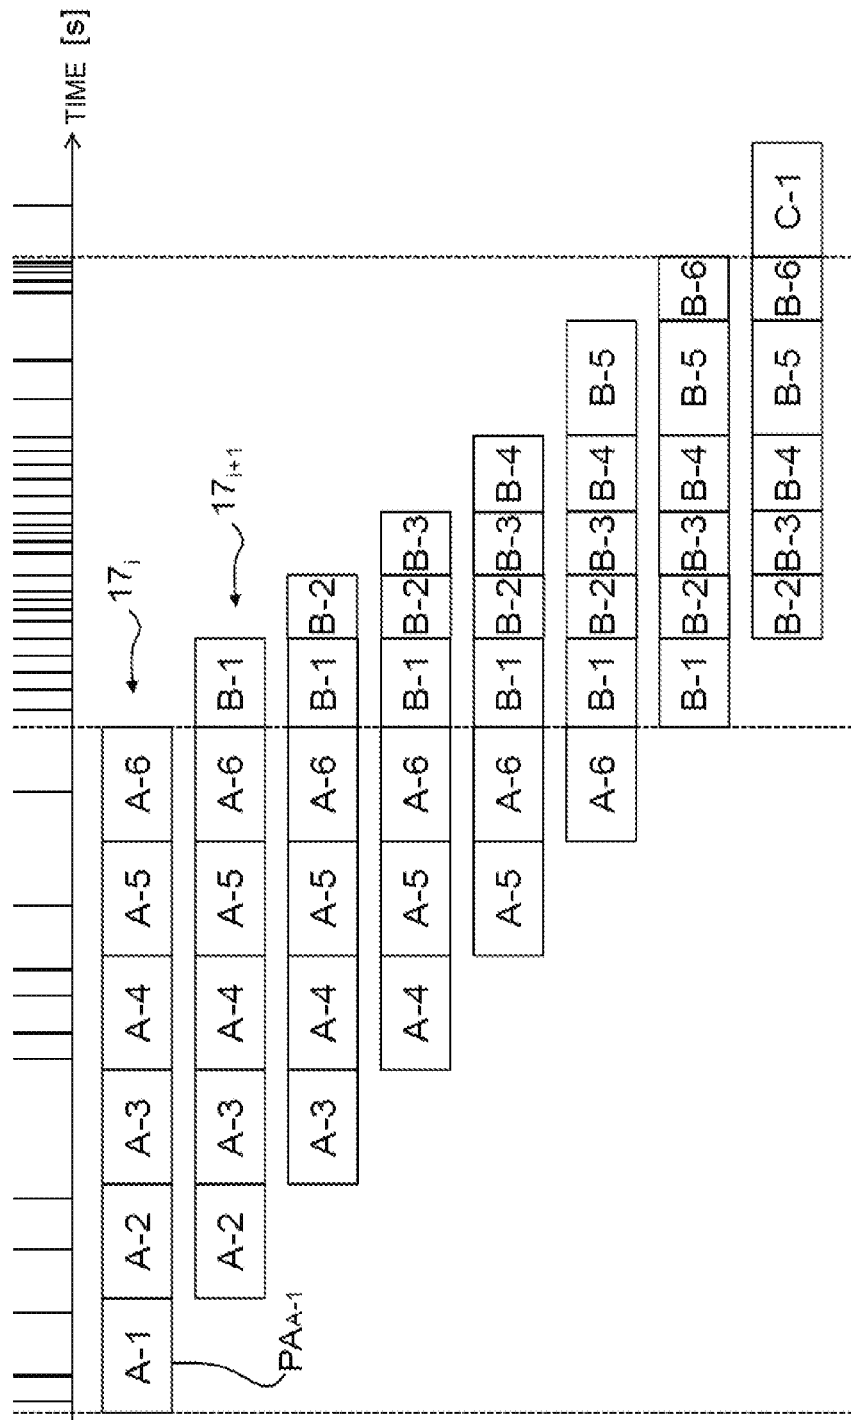 TIME [s]
17i
A-1 A-2 A-3 A-4 A-5 A-6
PAA-1
17i+1
A-2 A-3 A-4 A-5 A-6 B-1
A-3 A-4 A-5 A-6 B-1 B-2
A-4 A-5 A-6 B-1 B-2 B-3
A-5 A-6 B-1 B-2 B-3 B-4
A-6 B-1 B-2 B-3 B-4 B-5
B-1 B-2 B-3 B-4 B-5 B-6
B-2 B-3 B-4 B-5 B-6 C-1